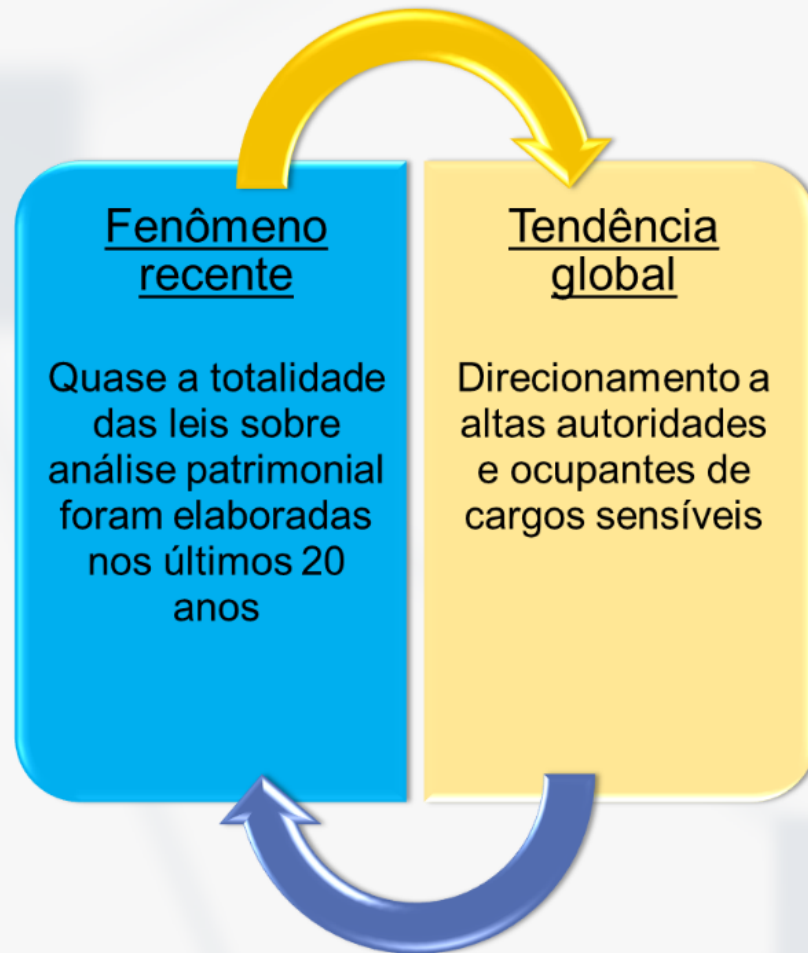 Fenômeno
recente
Quase a totalidade
das leis sobre
análise patrimonial
foram elaboradas
nos últimos 20
anos
Tendência
global
Direcionamento a
altas autoridades
e ocupantes de
cargos sensíveis